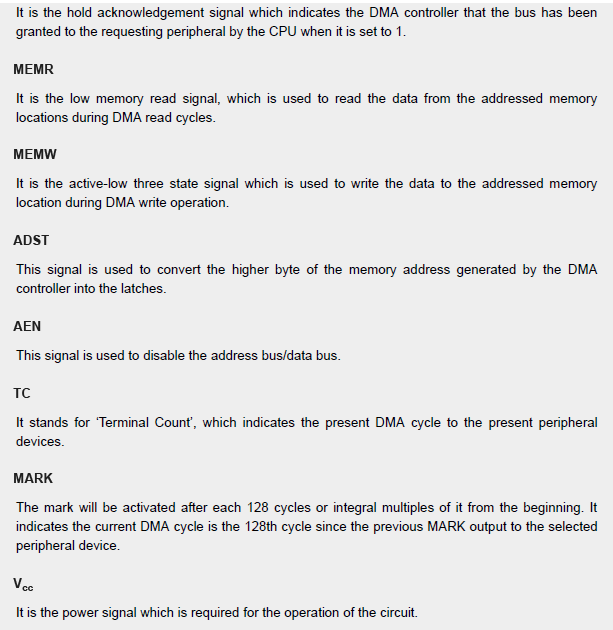 It is the hold acknowledgement signal which indicates the DMA controller that the bus has been
granted to the requesting peripheral by the CPU when it is set to 1.
MEMR
It is the low memory read signal, which is used to read the data from the addressed memory
locations during DMA read cycles.
MEMW
It is the active-low three state signal which is used to write the data to the addressed memory
location during DMA write operation.
ADST
This signal is used to convert the higher byte of the memory address generated by the DMA
controller into the latches.
AEN
This signal is used to disable the address bus/data bus.
TC
It stands for ‘Terminal Count’, which indicates the present DMA cycle to the present peripheral
devices.
MARK
The mark will be activated after each 128 cycles or integral multiples of it from the beginning. It
indicates the current DMA cycle is the 128th cycle since the previous MARK output to the selected
peripheral device.
Vcc
It is the power signal which is required for the operation of the circuit.